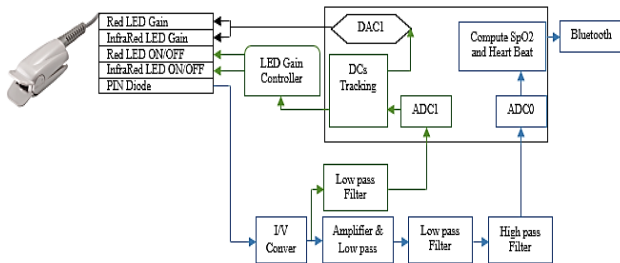 Red LED Gain
InfraRed LED Gain
Red LED ON/OFF
InfraRed LED ON/OFF
PIN Diode
LED Gain
Controller
DAC1
DCs
Tracking
ADC1
Compute SpO2
and Heart Beat
ADC0
Bluetooth
Low pass
Filter
I/V
Conver
Amplifier &
Low pass
Low pass
Filter
High pass
Filter